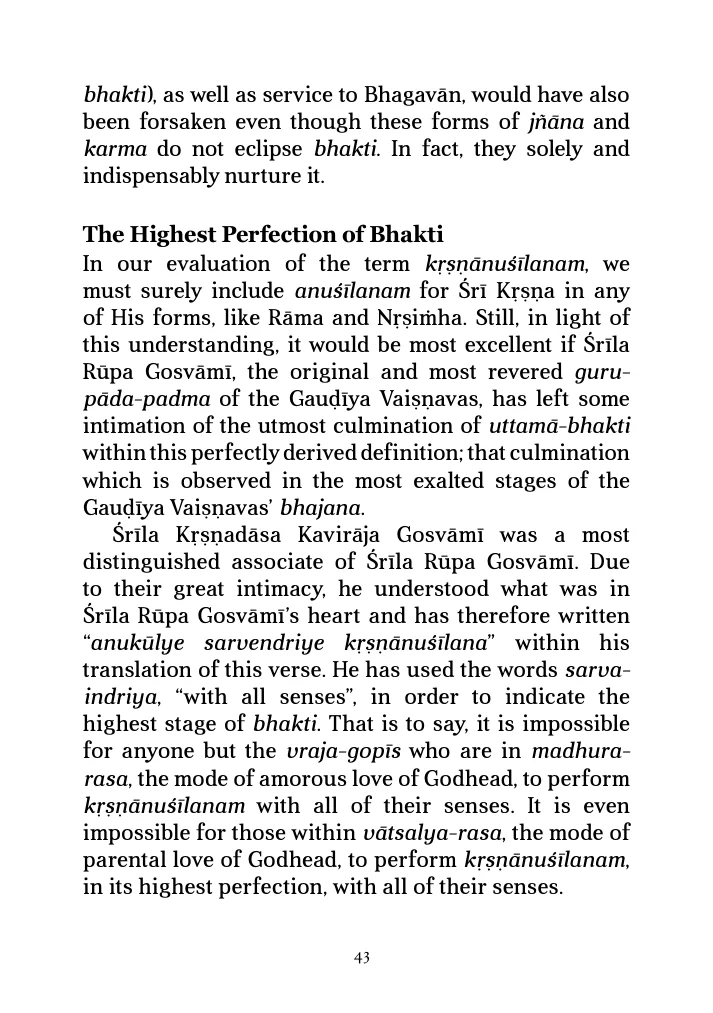 bhakti), as well as service to Bhagavān, would have also
been forsaken even though these forms of jñāna and
karma do not eclipse bhakti. In fact, they solely and
indispensably nurture it.
The Highest Perfection of Bhakti
In our evaluation of the term kṛṣṇānuśīlanam, we
must surely include anuśīlanam for Śrī Kṛṣṇa in any
of His forms, like Rāma and Nṛsiṁha. Still, in light of
this understanding, it would be most excellent if Śrīla
Rūpa Gosvāmī, the original and most revered guru-
pāda-padma of the Gauḍīya Vaiṣṇavas, has left some
intimation of the utmost culmination of uttamā-bhakti
within this perfectly derived definition; that culmination
which is observed in the most exalted stages of the
Gauḍīya Vaiṣṇavas’ bhajana.
Śrīla Kṛṣṇadāsa Kavirāja Gosvāmī was a most
distinguished associate of Śrīla Rūpa Gosvāmī. Due
to their great intimacy, he understood what was in
Śrīla Rūpa Gosvāmī’s heart and has therefore written
“anukūlye sarvendriye kṛṣṇānuśīlana” within his
translation of this verse. He has used the words sarva-
indriya, “with all senses”, in order to indicate the
highest stage of bhakti. That is to say, it is impossible
for anyone but the vraja-gopīs who are in madhura-
rasa, the mode of amorous love of Godhead, to perform
kṛṣṇānuśīlanam with all of their senses. It is even
impossible for those within vātsalya-rasa, the mode of
parental love of Godhead, to perform kṛṣṇānuśīlanam,
in its highest perfection, with all of their senses.
43